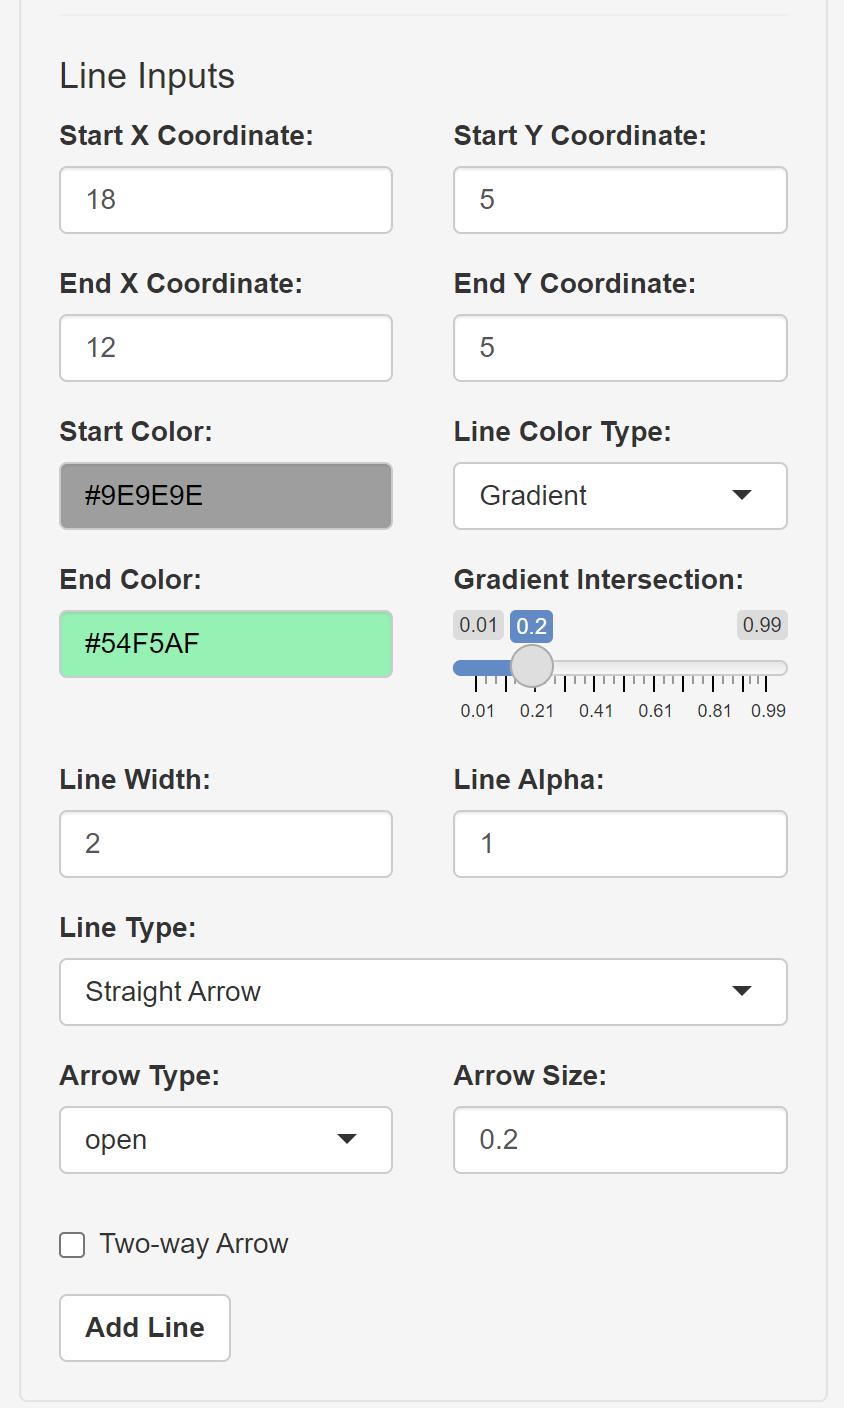 Line Inputs
Start X Coordinate: Start Y Coordinate:
18 5
End X Coordinate: End Y Coordinate:
12 5
Start Color: Line Color Type:
#9E9E9E Gradient
End Color: Gradient Intersection:
0.01 0.2 0.99
#54F5AF
0.01 0.21 0.41 0.61 0.81 0.99
Line Width: Line Alpha:
2 1
Line Type:
Straight Arrow
Arrow Type: Arrow Size:
open 0.2
Two-way Arrow
Add Line